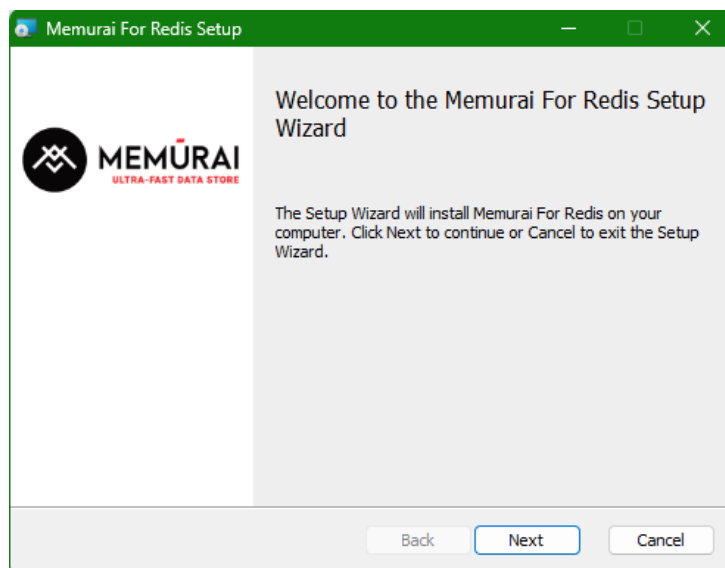 Memurai For Redis Setup
Welcome to the Memurai For Redis Setup
Wizard
MEMŪRAI
ULTRA-FAST DATA STORE
The Setup Wizard will install Memurai For Redis on your
computer. Click Next to continue or Cancel to exit the Setup
Wizard.
Back
Next
Cancel